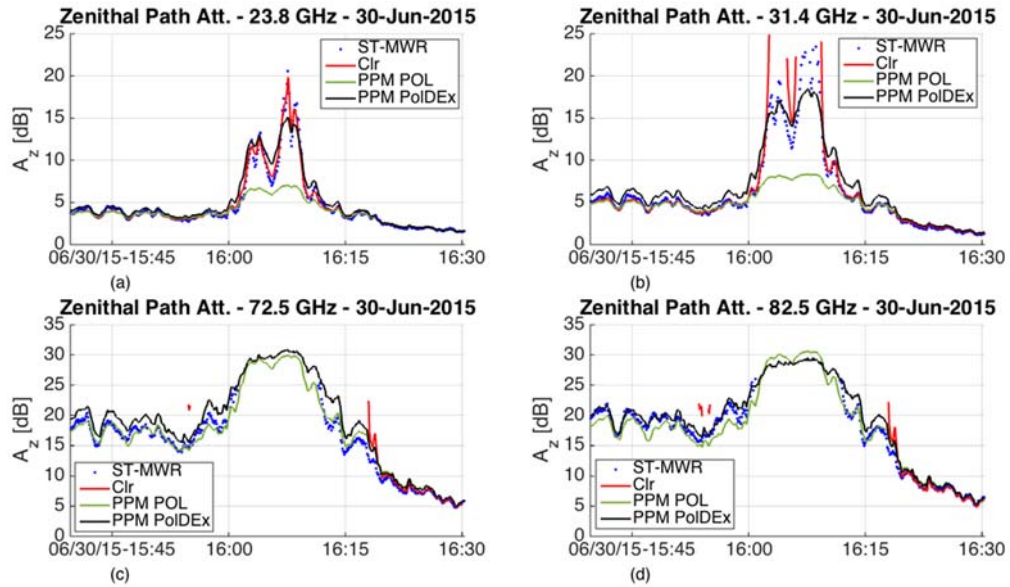 Zenithal Path Att. - 23.8 GHz - 30-Jun-2015
25
20
15
10
5
0
A_z [dB]
ST-MWR
Clr
PPM POL
PPM PolDEx
06/30/15-15:45 16:00 16:15 16:30
(a)
Zenithal Path Att. - 31.4 GHz - 30-Jun-2015
25
20
15
10
5
0
A_z [dB]
ST-MWR
Clr
PPM POL
PPM PolDEx
06/30/15-15:45 16:00 16:15 16:30
(b)
Zenithal Path Att. - 72.5 GHz - 30-Jun-2015
35
30
25
20
15
10
5
0
A_z [dB]
ST-MWR
Clr
PPM POL
PPM PolDEx
06/30/15-15:45 16:00 16:15 16:30
(c)
Zenithal Path Att. - 82.5 GHz - 30-Jun-2015
35
30
25
20
15
10
5
0
A_z [dB]
ST-MWR
Clr
PPM POL
PPM PolDEx
06/30/15-15:45 16:00 16:15 16:30
(d)